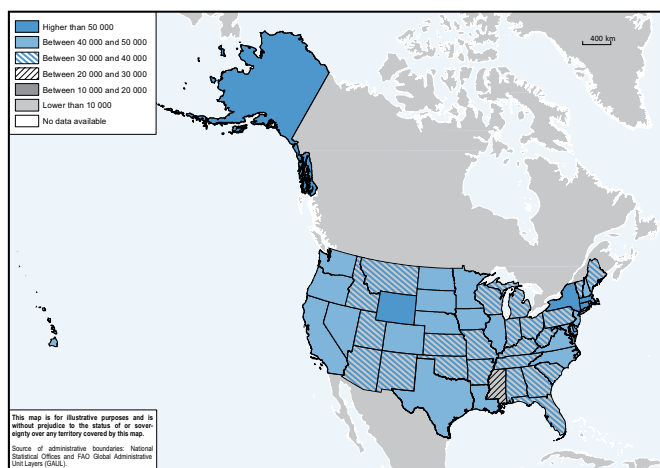 Higher than 50 000
Between 40 000 and 50 000
Between 30 000 and 40 000
Between 20 000 and 30 000
Between 10 000 and 20 000
Lower than 10 000
No data available
400 km
This map is for illustrative purposes and is
without prejudice to the status of or sover-
eignty over any territory covered by this map.
Source of administrative boundaries: National
Statistical Offices and FAO Global Administrative
Unit Layers (GAUL).